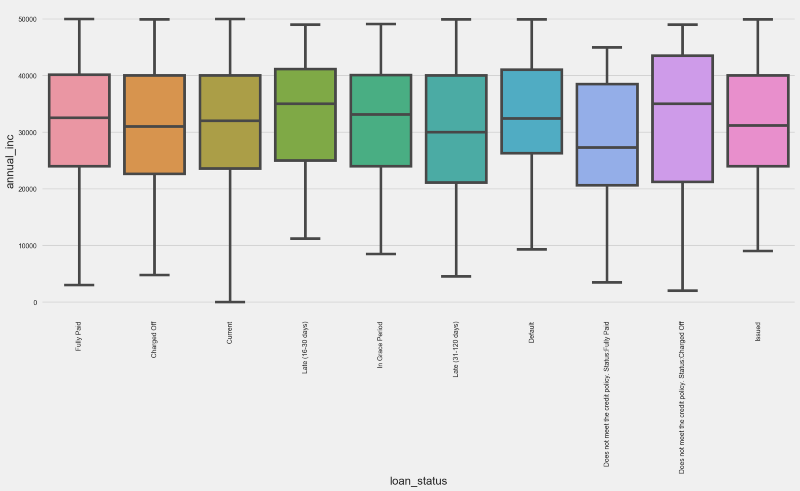 50000
40000
30000
20000
10000
0
annual_inc
Fully Paid
Charged Off
Current
Late (16-30 days)
In Grace Period
Late (31-120 days)
Default
Does not meet the credit policy. Status:Fully Paid
Does not meet the credit policy. Status:Charged Off
Issued
loan_status